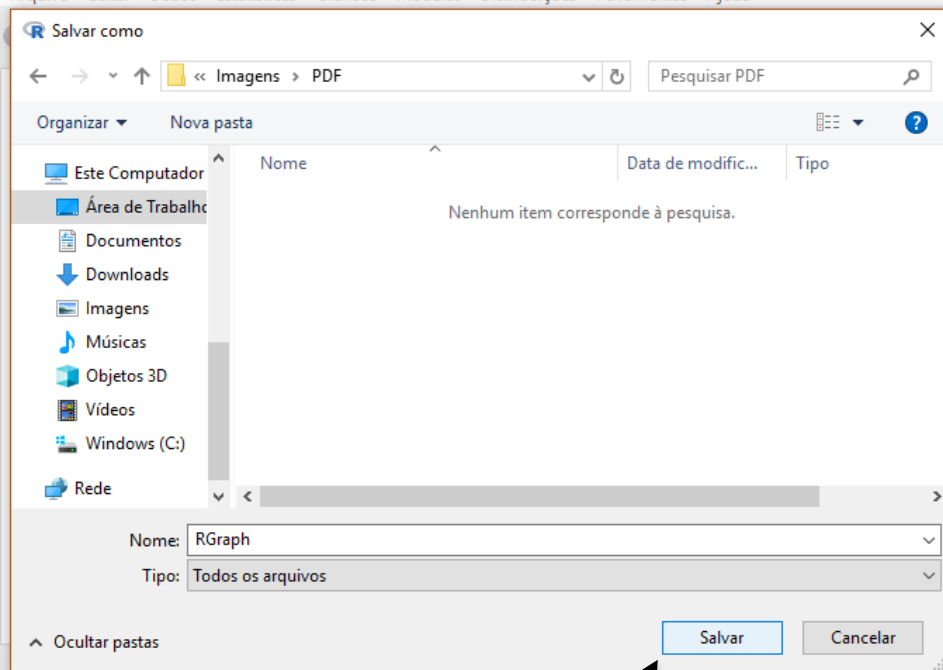 Salvar como
« Imagens › PDF
Pesquisar PDF
Organizar
Nova pasta
Nome
Data de modific...
Tipo
Este Computador
Área de Trabalho
Documentos
Downloads
Imagens
Músicas
Objetos 3D
Vídeos
Windows (C:)
Rede
Nenhum item corresponde à pesquisa.
Nome: RGraph
Tipo: Todos os arquivos
Ocultar pastas
Salvar
Cancelar